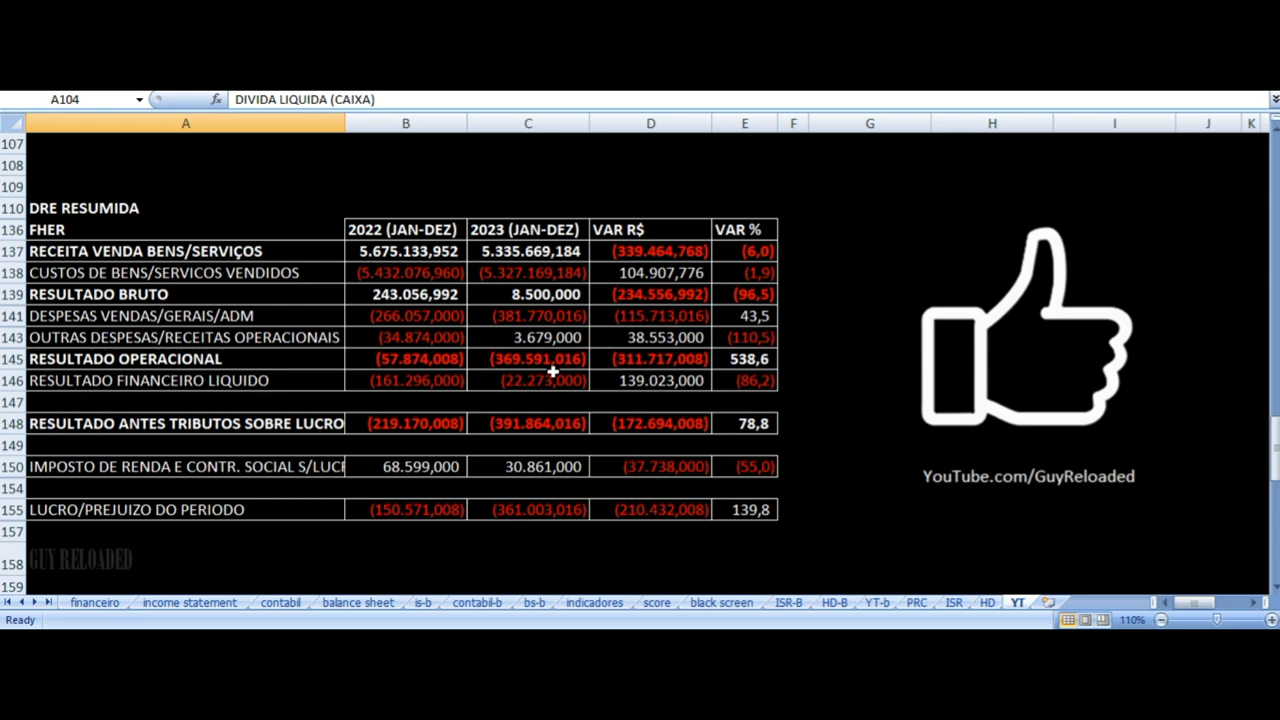 A104 fx DIVIDA LIQUIDA (CAIXA)
A B C D E F G H I J K
107
108
109
110 DRE RESUMIDA
136 FHER 2022 (JAN-DEZ) 2023 (JAN-DEZ) VAR R$ VAR %
137 RECEITA VENDA BENS/SERVIÇOS 5.675.133,952 5.335.669,184 (339.464,768) (6,0)
138 CUSTOS DE BENS/SERVICOS VENDIDOS (5.432.076,960) (5.327.169,184) 104.907,776 (1,9)
139 RESULTADO BRUTO 243.056,992 8.500,000 (234.556,992) (96,5)
141 DESPESAS VENDAS/GERAIS/ADM (266.057,000) (381.770,016) (115.713,016) 43,5
143 OUTRAS DESPESAS/RECEITAS OPERACIONAIS (34.874,000) 3.679,000 38.553,000 (110,5)
145 RESULTADO OPERACIONAL (57.874,008) (369.591,016) (311.717,008) 538,6
146 RESULTADO FINANCEIRO LIQUIDO (161.296,000) (22.273,000) 139.023,000 (86,2)
147
148 RESULTADO ANTES TRIBUTOS SOBRE LUCRO (219.170,008) (391.864,016) (172.694,008) 78,8
149
150 IMPOSTO DE RENDA E CONTR. SOCIAL S/LUCR 68.599,000 30.861,000 (37.738,000) (55,0)
154
155 LUCRO/PREJUIZO DO PERIODO (150.571,008) (361.003,016) (210.432,008) 139,8
157
158 GUY RELOADED
159
YouTube.com/GuyReloaded
financeiro income statement contabil balance sheet is-b contabil-b bs-b indicadores score black screen ISR-B HD-B YT-b PRC ISR HD YT
Ready 110%